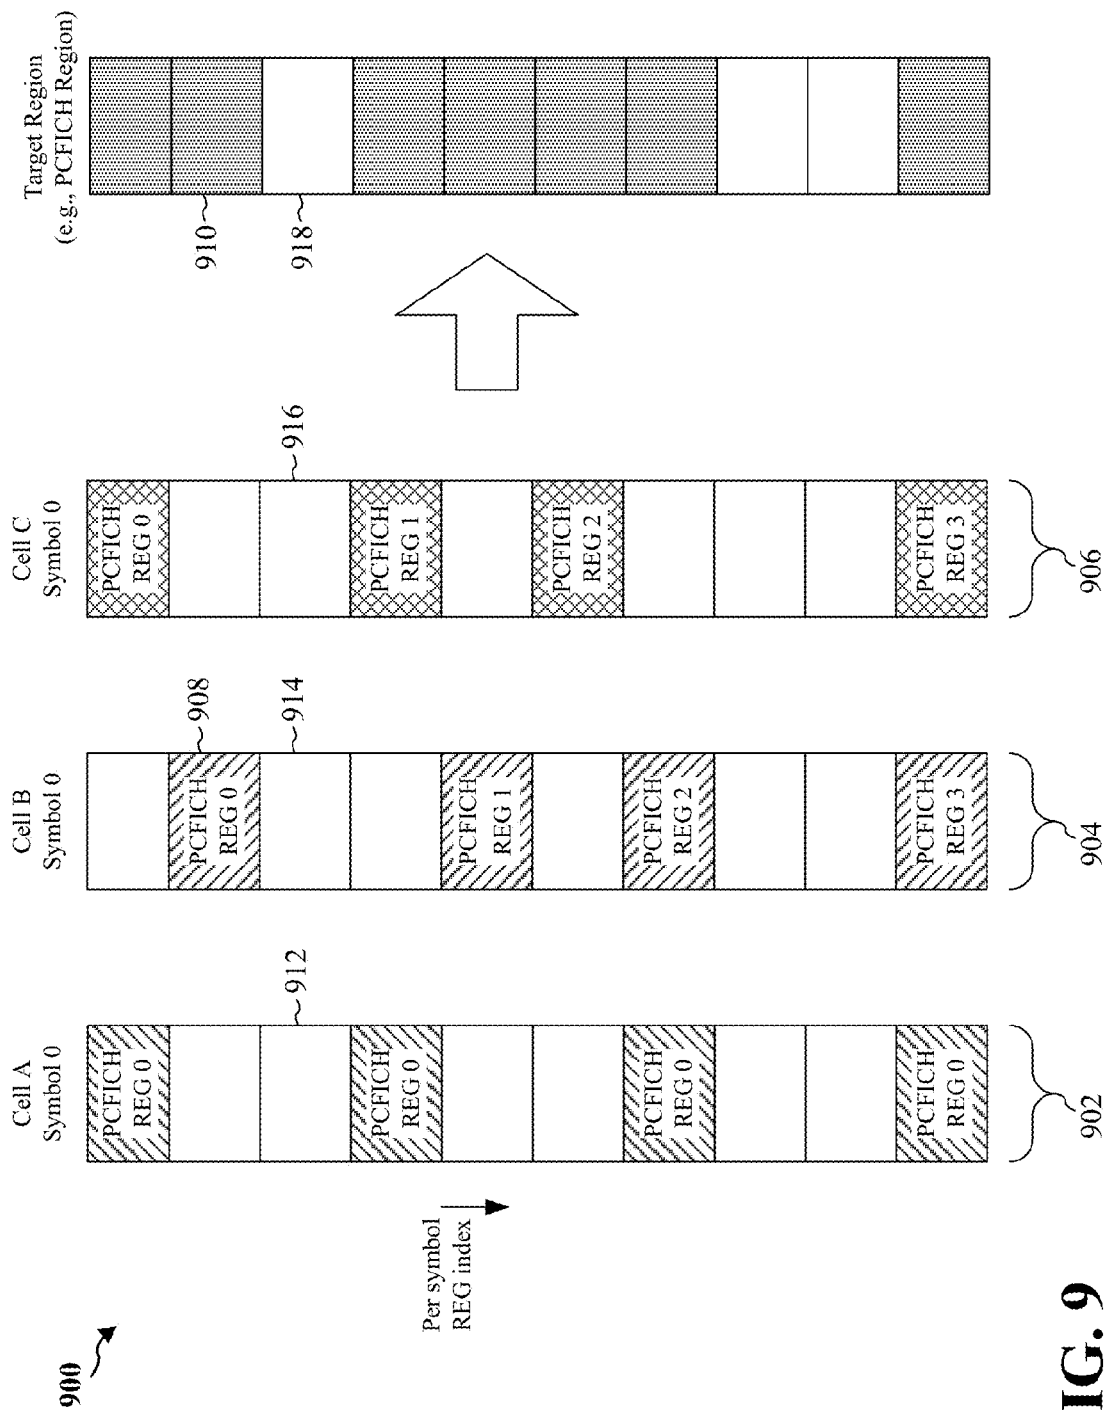 900
Per symbol
REG index
Cell A
Symbol 0
PCFICH
REG 0
912
PCFICH
REG 0
PCFICH
REG 0
PCFICH
REG 0
902
Cell B
Symbol 0
PCFICH
REG 0
908
914
PCFICH
REG 1
PCFICH
REG 2
PCFICH
REG 3
904
Cell C
Symbol 0
PCFICH
REG 0
916
PCFICH
REG 1
PCFICH
REG 2
PCFICH
REG 3
906
Target Region
(e.g., PCFICH Region)
910
918
IG. 9